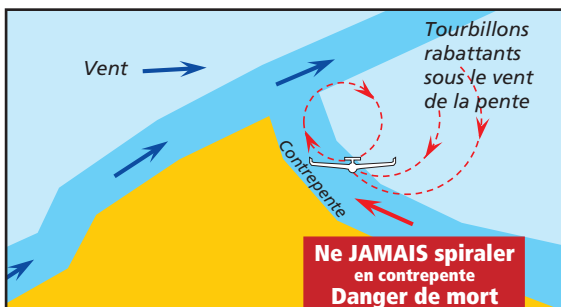 Vent
Tourbillons
rabattants
sous le vent
de la pente
Contrepente
Ne JAMAIS spiraler
en contrepente
Danger de mort